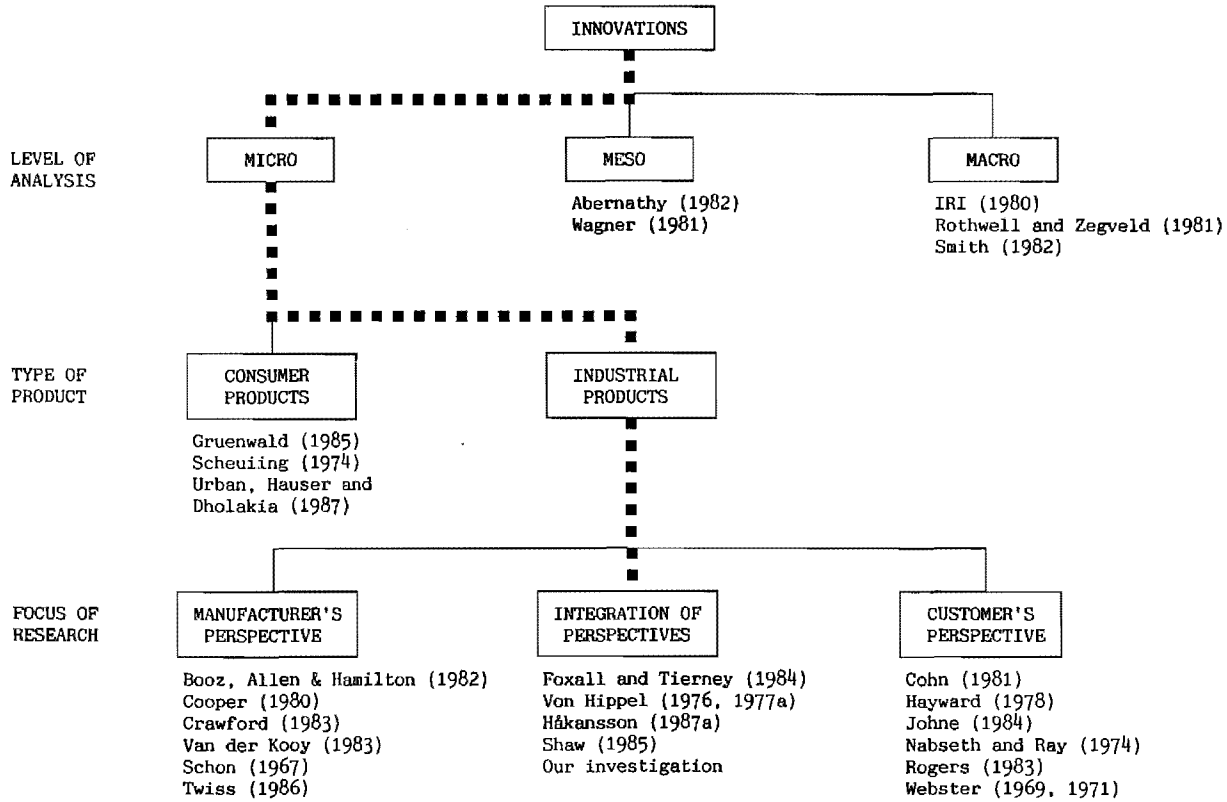 INNOVATIONS
LEVEL OF
ANALYSIS
MICRO
MESO
MACRO
Abernathy (1982)
Wagner (1981)
IRI (1980)
Rothwell and Zegveld (1981)
Smith (1982)
TYPE OF
PRODUCT
CONSUMER
PRODUCTS
INDUSTRIAL
PRODUCTS
Gruenwald (1985)
Scheuiing (1974)
Urban, Hauser and
Dholakia (1987)
FOCUS OF
RESEARCH
MANUFACTURER'S
PERSPECTIVE
INTEGRATION OF
PERSPECTIVES
CUSTOMER'S
PERSPECTIVE
Booz, Allen & Hamilton (1982)
Cooper (1980)
Crawford (1983)
Van der Kooy (1983)
Schon (1967)
Twiss (1986)
Foxall and Tierney (1984)
Von Hippel (1976, 1977a)
Håkansson (1987a)
Shaw (1985)
Our investigation
Cohn (1981)
Hayward (1978)
Johne (1984)
Nabseth and Ray (1974)
Rogers (1983)
Webster (1969, 1971)